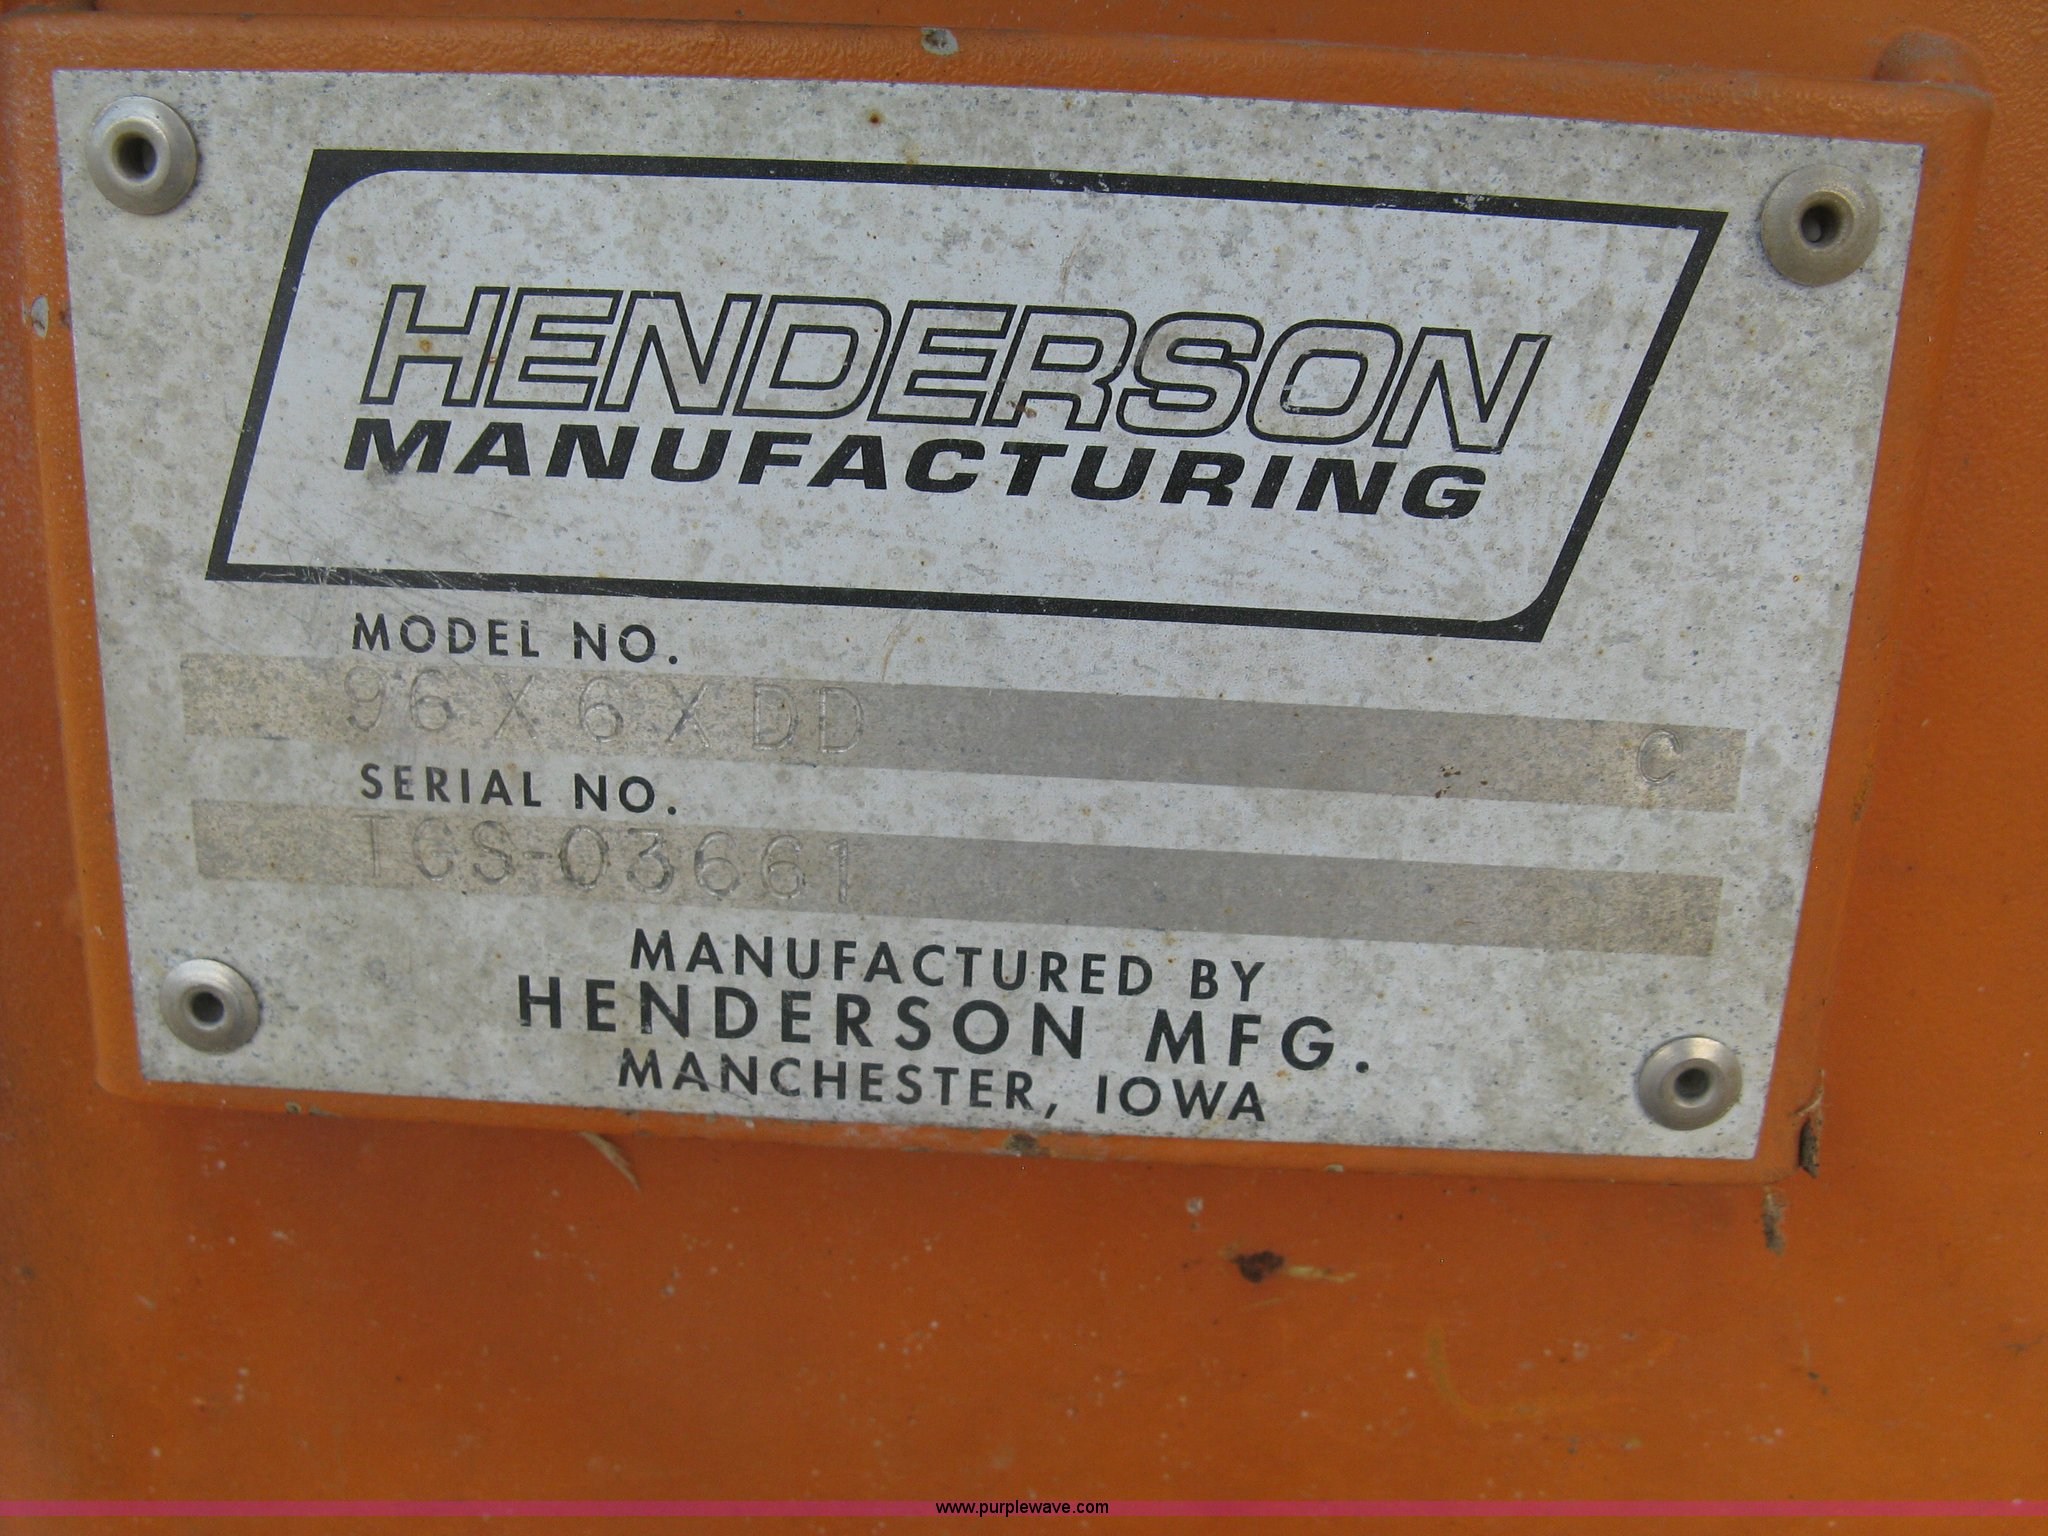 HENDERSON
MANUFACTURING
MODEL NO.
96 X 6 X DD C
SERIAL NO.
TCS-03661
MANUFACTURED BY
HENDERSON MFG.
MANCHESTER, IOWA
www.purplewave.com